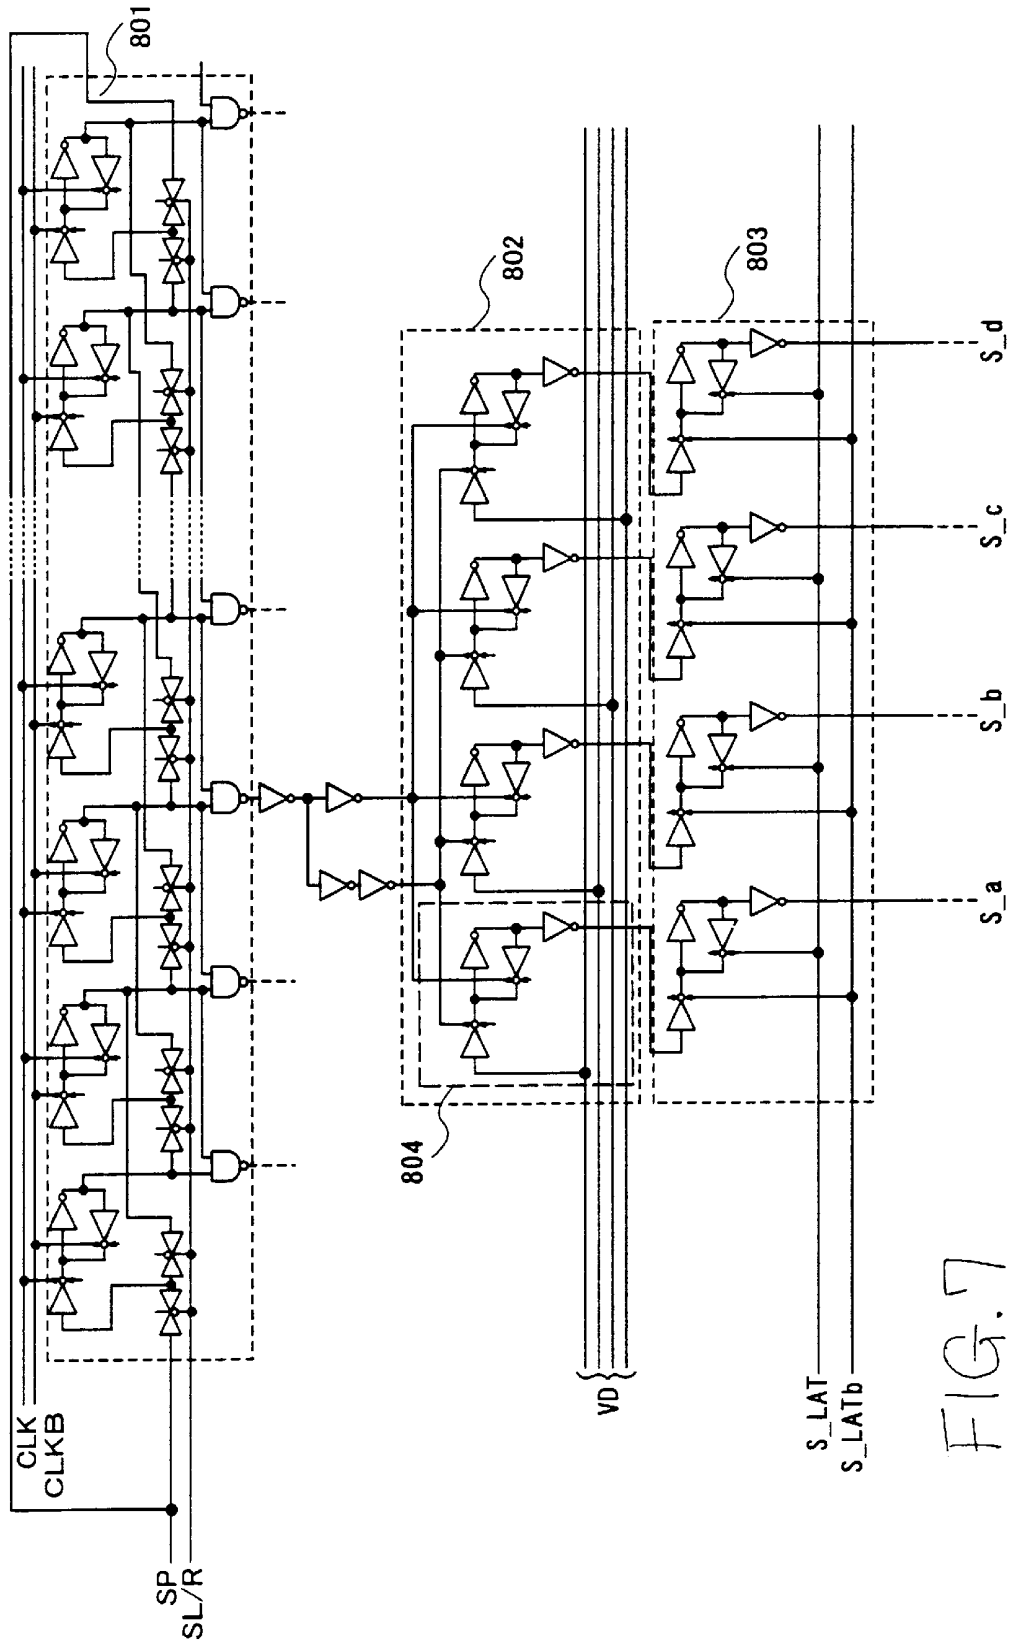 801
CLK
CLKB
SP
SL/R
802
804
VD
803
S_LAT
S_LATb
S_a
S_b
S_c
S_d
FIG. 7